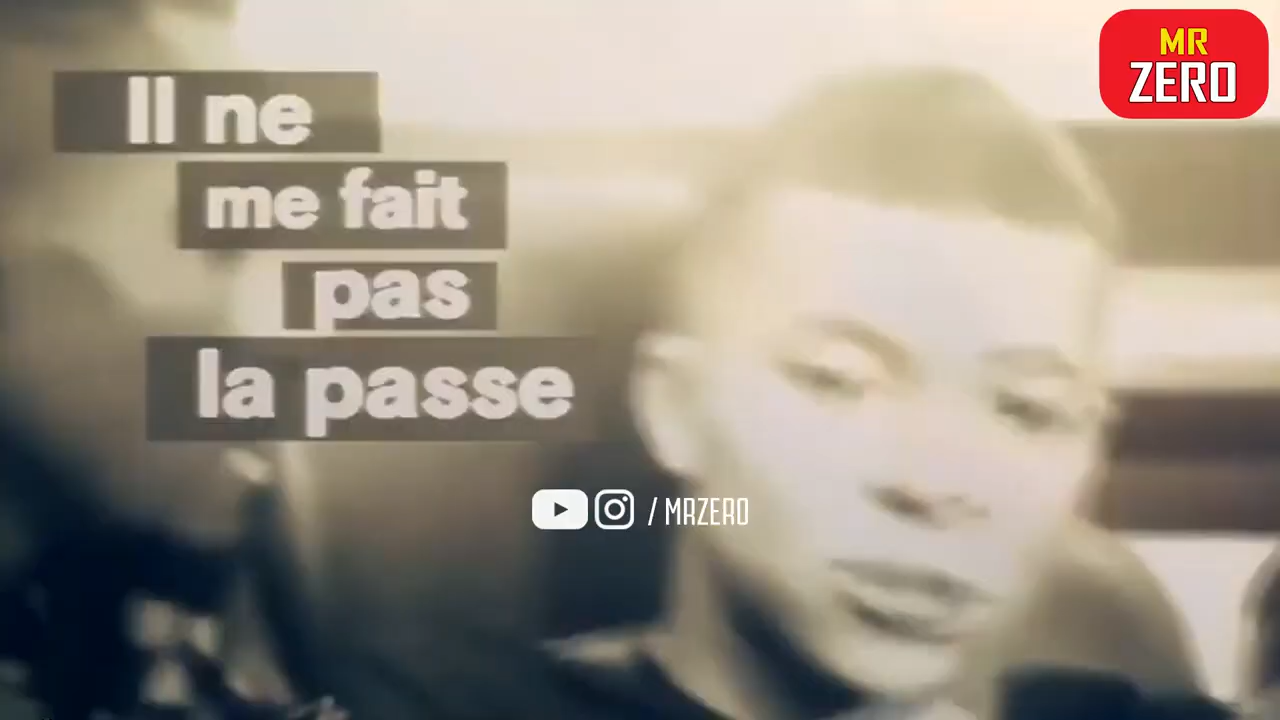 MR
ZERO
Il ne
me fait
pas
la passe
/ MRZERO